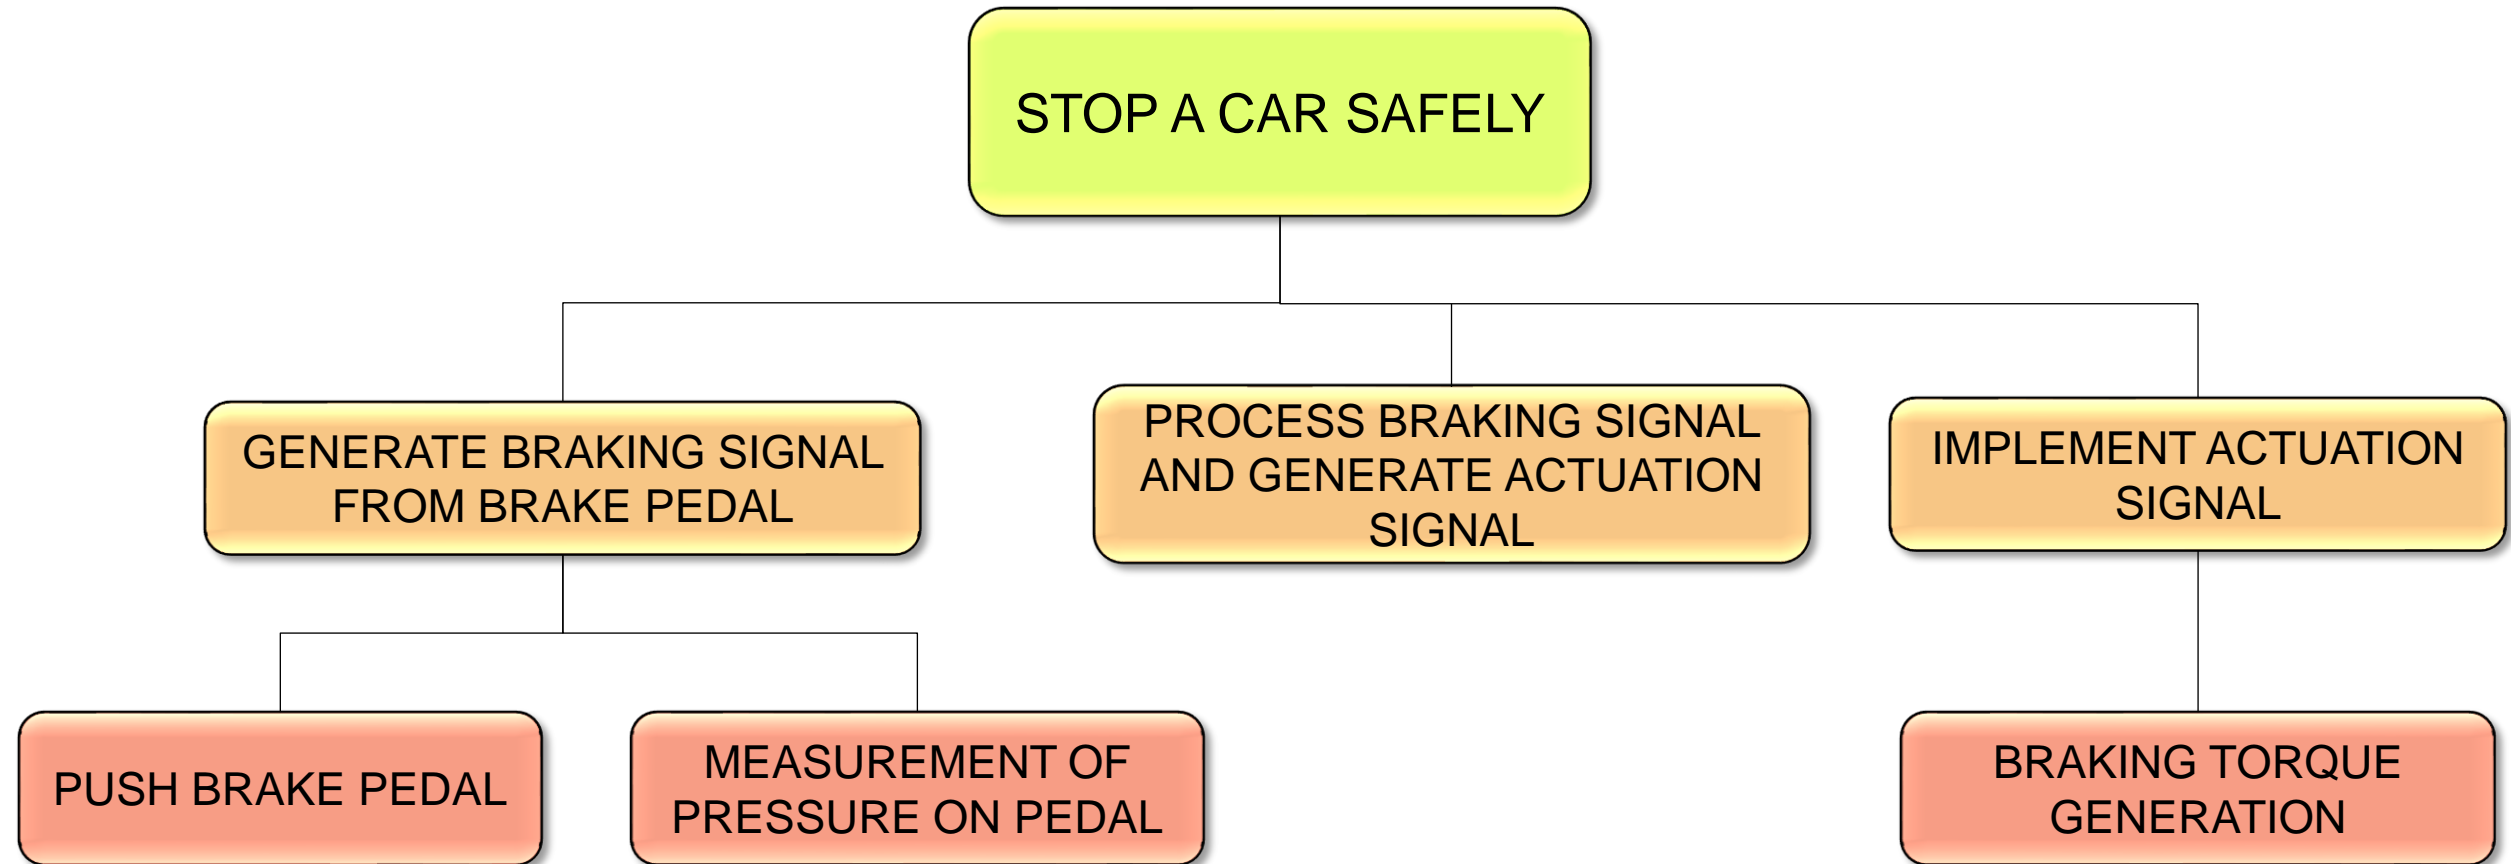 STOP A CAR SAFELY
GENERATE BRAKING SIGNAL
FROM BRAKE PEDAL
PROCESS BRAKING SIGNAL
AND GENERATE ACTUATION
SIGNAL
IMPLEMENT ACTUATION
SIGNAL
PUSH BRAKE PEDAL
MEASUREMENT OF
PRESSURE ON PEDAL
BRAKING TORQUE
GENERATION